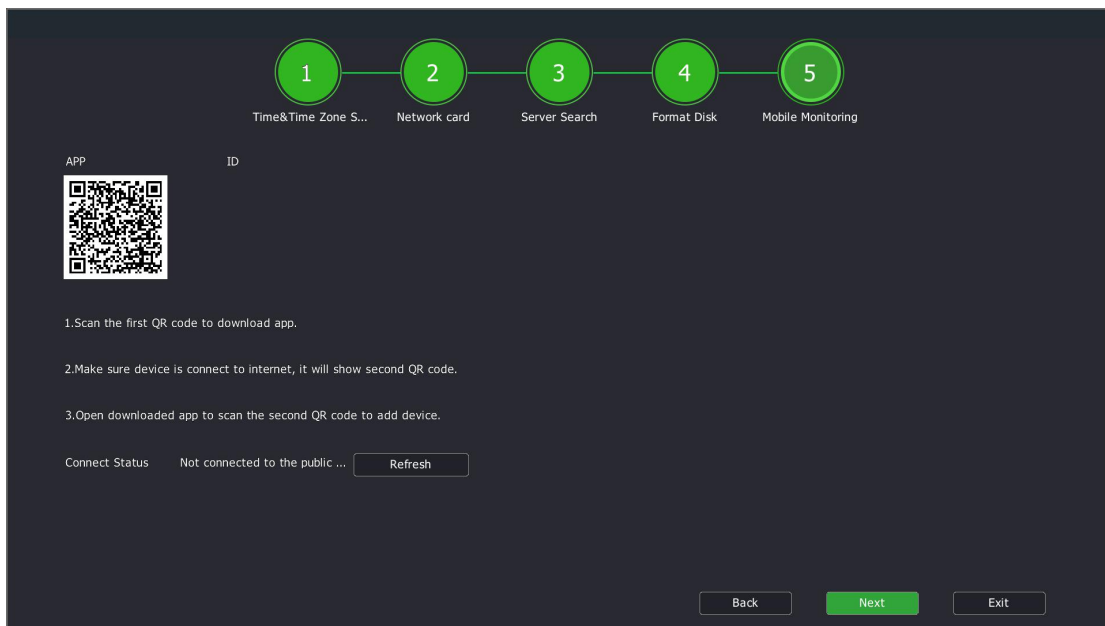 1 2 3 4 5
Time&Time Zone S... Network card Server Search Format Disk Mobile Monitoring
APP ID
1.Scan the first QR code to download app.
2.Make sure device is connect to internet, it will show second QR code.
3.Open downloaded app to scan the second QR code to add device.
Connect Status Not connected to the public ... Refresh
Back Next Exit